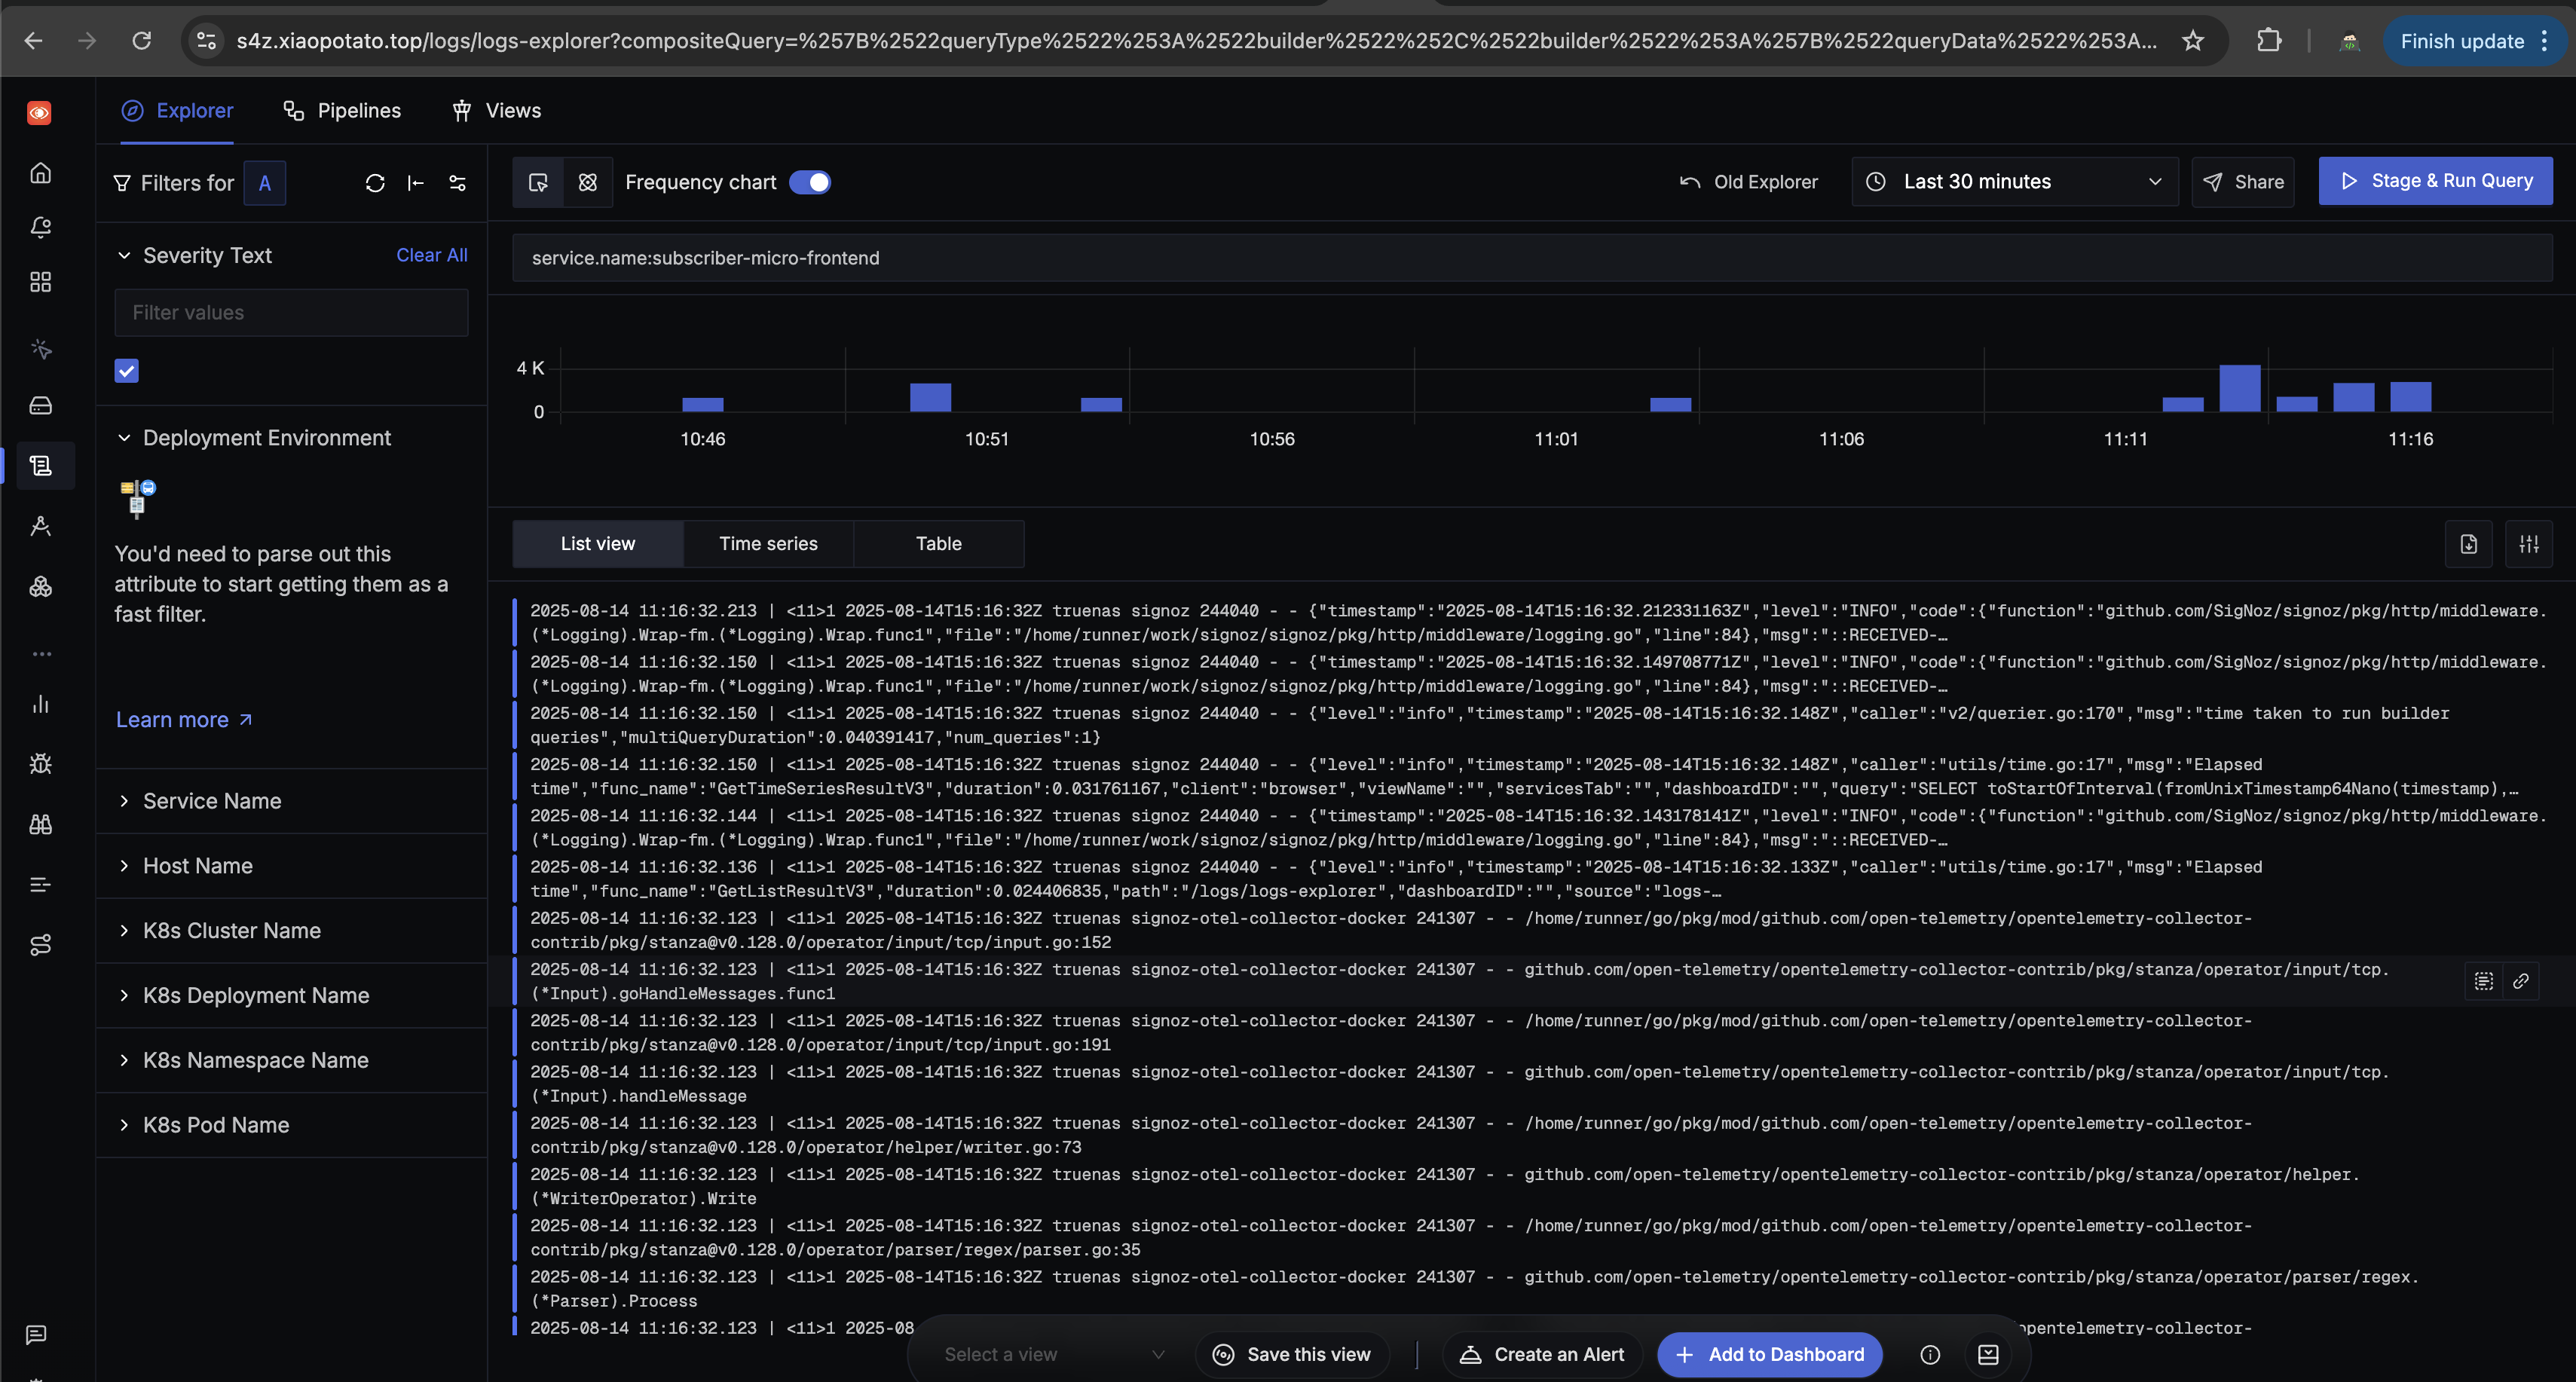 s4z.xiaopotato.top/logs/logs-explorer?compositeQuery=%257B%2522queryType%2522%253A%2522builder%2522%252C%2522builder%2522%253A%257B%2522queryData%2522%253A...
Finish update
Explorer
Pipelines
Views
Filters for A
Frequency chart
Old Explorer
Last 30 minutes
Share
Stage & Run Query
Severity Text
Clear All
Filter values
service.name:subscriber-micro-frontend
4 K
0
10:46
10:51
10:56
11:01
11:06
11:11
11:16
Deployment Environment
You'd need to parse out this
attribute to start getting them as a
fast filter.
Learn more
Service Name
Host Name
K8s Cluster Name
K8s Deployment Name
K8s Namespace Name
K8s Pod Name
List view
Time series
Table
2025-08-14 11:16:32.213 | <11>1 2025-08-14T15:16:32Z truenas signoz 244040 - - {"timestamp":"2025-08-14T15:16:32.212331163Z","level":"INFO","code":{"function":"github.com/SigNoz/signoz/pkg/http/middleware.
(*Logging).Wrap-fm.(*Logging).Wrap.func1","file":"/home/runner/work/signoz/signoz/pkg/http/middleware/logging.go","line":84},"msg":"::RECEIVED-…
2025-08-14 11:16:32.150 | <11>1 2025-08-14T15:16:32Z truenas signoz 244040 - - {"timestamp":"2025-08-14T15:16:32.149708771Z","level":"INFO","code":{"function":"github.com/SigNoz/signoz/pkg/http/middleware.
(*Logging).Wrap-fm.(*Logging).Wrap.func1","file":"/home/runner/work/signoz/signoz/pkg/http/middleware/logging.go","line":84},"msg":"::RECEIVED-…
2025-08-14 11:16:32.150 | <11>1 2025-08-14T15:16:32Z truenas signoz 244040 - - {"level":"info","timestamp":"2025-08-14T15:16:32.148Z","caller":"v2/querier.go:170","msg":"time taken to run builder
queries","multiQueryDuration":0.040391417,"num_queries":1}
2025-08-14 11:16:32.150 | <11>1 2025-08-14T15:16:32Z truenas signoz 244040 - - {"level":"info","timestamp":"2025-08-14T15:16:32.148Z","caller":"utils/time.go:17","msg":"Elapsed
time","func_name":"GetTimeSeriesResultV3","duration":0.031761167,"client":"browser","viewName":"","servicesTab":"","dashboardID":"","query":"SELECT toStartOfInterval(fromUnixTimestamp64Nano(timestamp),…
2025-08-14 11:16:32.144 | <11>1 2025-08-14T15:16:32Z truenas signoz 244040 - - {"timestamp":"2025-08-14T15:16:32.143178141Z","level":"INFO","code":{"function":"github.com/SigNoz/signoz/pkg/http/middleware.
(*Logging).Wrap-fm.(*Logging).Wrap.func1","file":"/home/runner/work/signoz/signoz/pkg/http/middleware/logging.go","line":84},"msg":"::RECEIVED-…
2025-08-14 11:16:32.136 | <11>1 2025-08-14T15:16:32Z truenas signoz 244040 - - {"level":"info","timestamp":"2025-08-14T15:16:32.133Z","caller":"utils/time.go:17","msg":"Elapsed
time","func_name":"GetListResultV3","duration":0.024406835,"path":"/logs/logs-explorer","dashboardID":"","source":"logs-…
2025-08-14 11:16:32.123 | <11>1 2025-08-14T15:16:32Z truenas signoz-otel-collector-docker 241307 - - /home/runner/go/pkg/mod/github.com/open-telemetry/opentelemetry-collector-
contrib/pkg/stanza@v0.128.0/operator/input/tcp/input.go:152
2025-08-14 11:16:32.123 | <11>1 2025-08-14T15:16:32Z truenas signoz-otel-collector-docker 241307 - - github.com/open-telemetry/opentelemetry-collector-contrib/pkg/stanza/operator/input/tcp.
(*Input).goHandleMessages.func1
2025-08-14 11:16:32.123 | <11>1 2025-08-14T15:16:32Z truenas signoz-otel-collector-docker 241307 - - /home/runner/go/pkg/mod/github.com/open-telemetry/opentelemetry-collector-
contrib/pkg/stanza@v0.128.0/operator/input/tcp/input.go:191
2025-08-14 11:16:32.123 | <11>1 2025-08-14T15:16:32Z truenas signoz-otel-collector-docker 241307 - - github.com/open-telemetry/opentelemetry-collector-contrib/pkg/stanza/operator/input/tcp.
(*Input).handleMessage
2025-08-14 11:16:32.123 | <11>1 2025-08-14T15:16:32Z truenas signoz-otel-collector-docker 241307 - - /home/runner/go/pkg/mod/github.com/open-telemetry/opentelemetry-collector-
contrib/pkg/stanza@v0.128.0/operator/helper/writer.go:73
2025-08-14 11:16:32.123 | <11>1 2025-08-14T15:16:32Z truenas signoz-otel-collector-docker 241307 - - github.com/open-telemetry/opentelemetry-collector-contrib/pkg/stanza/operator/helper.
(*WriterOperator).Write
2025-08-14 11:16:32.123 | <11>1 2025-08-14T15:16:32Z truenas signoz-otel-collector-docker 241307 - - /home/runner/go/pkg/mod/github.com/open-telemetry/opentelemetry-collector-
contrib/pkg/stanza@v0.128.0/operator/parser/regex/parser.go:35
2025-08-14 11:16:32.123 | <11>1 2025-08-14T15:16:32Z truenas signoz-otel-collector-docker 241307 - - github.com/open-telemetry/opentelemetry-collector-contrib/pkg/stanza/operator/parser/regex.
(*Parser).Process
2025-08-14 11:16:32.123 | <11>1 2025-08 opentelemetry-collector-
Select a view
Save this view
Create an Alert
Add to Dashboard